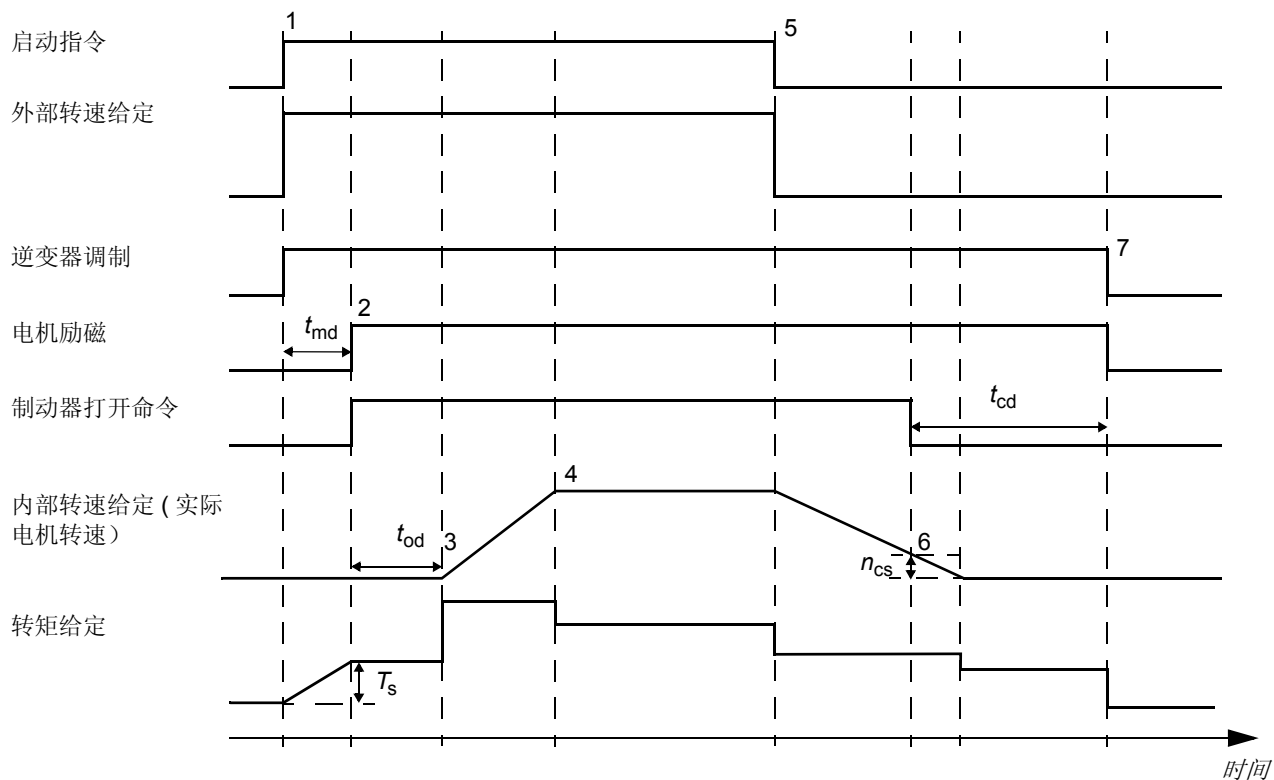 1
5
启动指令
外部转速给定
逆变器调制
7
2
电机励磁
tmd
制动器打开命令
tcd
4
内部转速给定 ( 实际
电机转速）
tod
3
6
ncs
转矩给定
Ts
时间